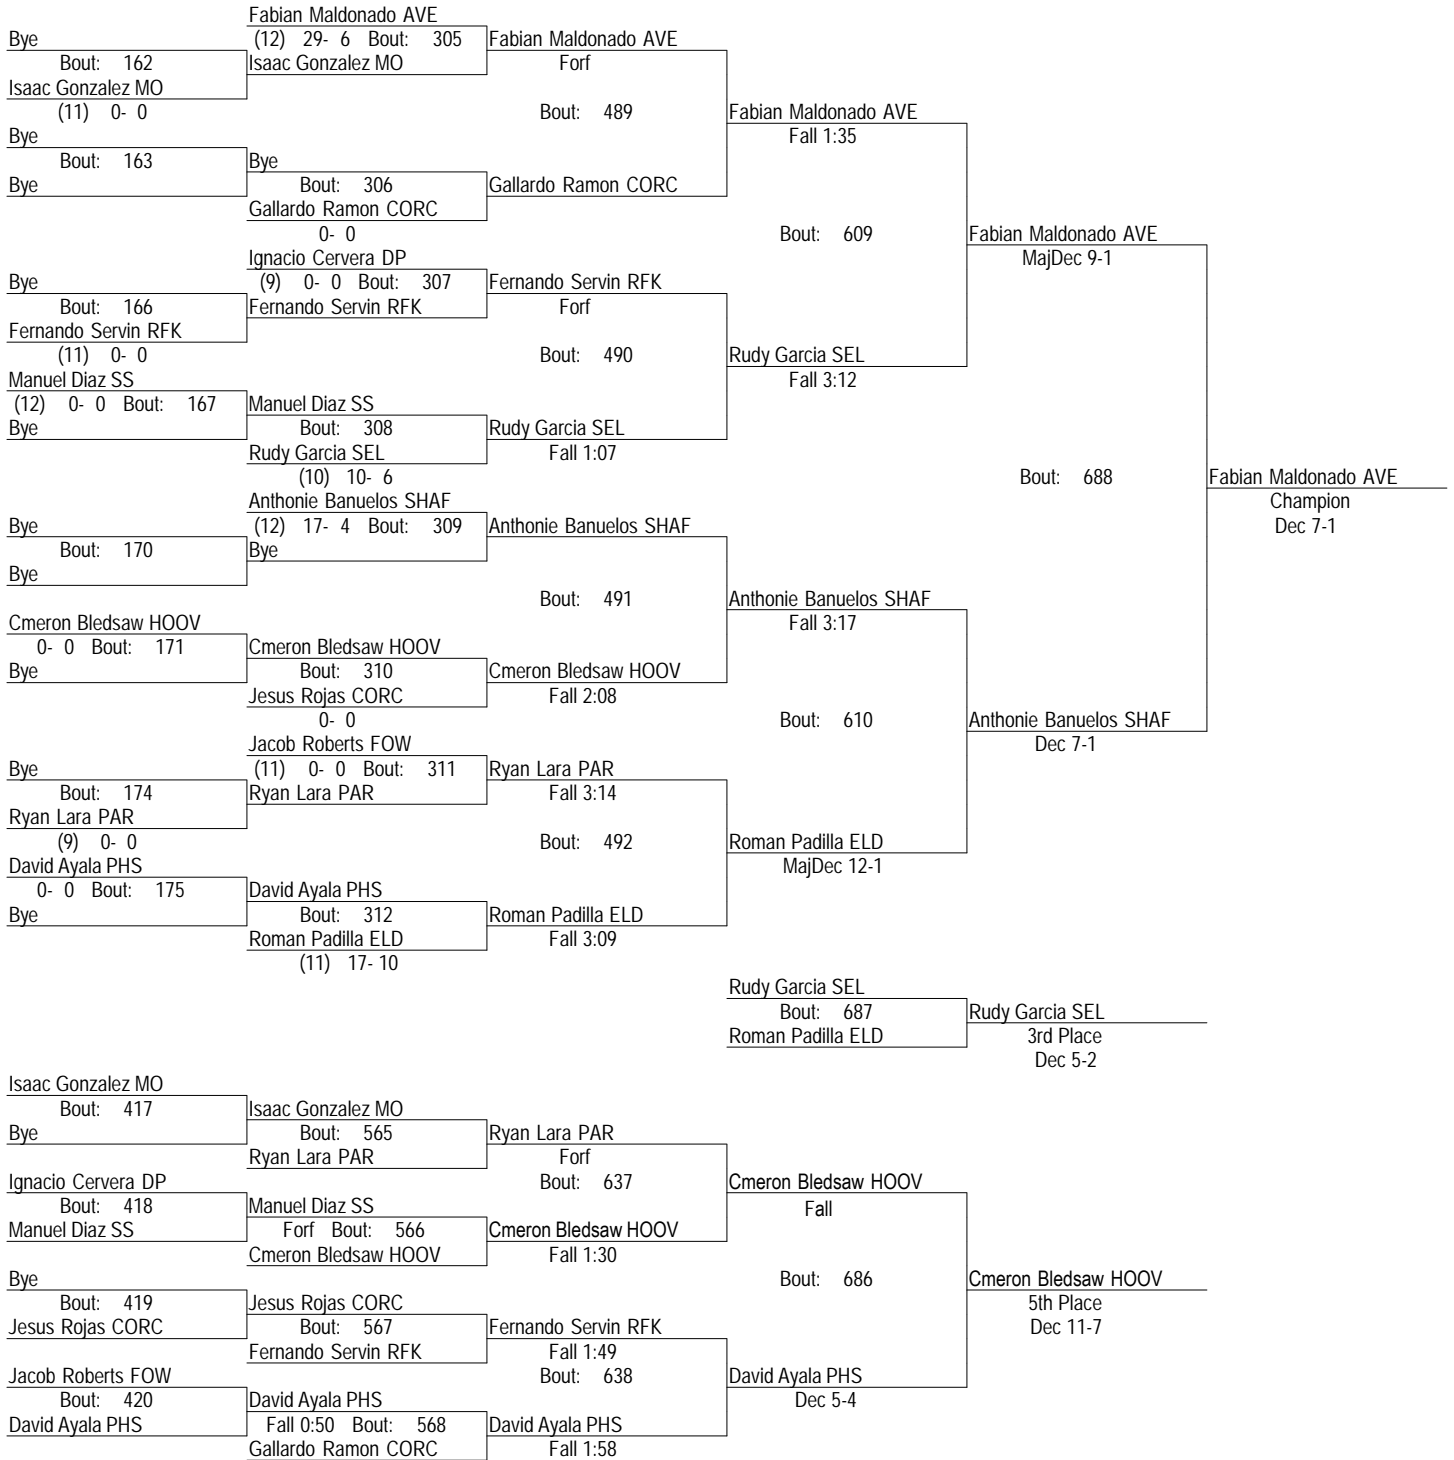 Fabian Maldonado AVE
Bye (12) 29- 6 Bout: 305 Fabian Maldonado AVE
Bout: 162 Isaac Gonzalez MO Forf
Isaac Gonzalez MO
(11) 0- 0 Bout: 489 Fabian Maldonado AVE
Bye Fall 1:35
Bout: 163 Bye
Bye Bout: 306 Gallardo Ramon CORC
Gallardo Ramon CORC
0- 0 Bout: 609 Fabian Maldonado AVE
Ignacio Cervera DP MajDec 9-1
Bye (9) 0- 0 Bout: 307 Fernando Servin RFK
Bout: 166 Fernando Servin RFK Forf
Fernando Servin RFK
(11) 0- 0 Bout: 490 Rudy Garcia SEL
Manuel Diaz SS Fall 3:12
(12) 0- 0 Bout: 167 Manuel Diaz SS
Bye Bout: 308 Rudy Garcia SEL
Rudy Garcia SEL Fall 1:07
(10) 10- 6 Bout: 688 Fabian Maldonado AVE
Anthonie Banuelos SHAF Champion
Bye (12) 17- 4 Bout: 309 Anthonie Banuelos SHAF Dec 7-1
Bout: 170 Bye
Bye
Bout: 491 Anthonie Banuelos SHAF
Cmeron Bledsaw HOOV Fall 3:17
0- 0 Bout: 171 Cmeron Bledsaw HOOV
Bye Bout: 310 Cmeron Bledsaw HOOV
Jesus Rojas CORC Fall 2:08
0- 0 Bout: 610 Anthonie Banuelos SHAF
Jacob Roberts FOW Dec 7-1
Bye (11) 0- 0 Bout: 311 Ryan Lara PAR
Bout: 174 Ryan Lara PAR Fall 3:14
Ryan Lara PAR
(9) 0- 0 Bout: 492 Roman Padilla ELD
David Ayala PHS MajDec 12-1
0- 0 Bout: 175 David Ayala PHS
Bye Bout: 312 Roman Padilla ELD
Roman Padilla ELD Fall 3:09
(11) 17- 10
Rudy Garcia SEL
Bout: 687 Rudy Garcia SEL
Roman Padilla ELD 3rd Place
Dec 5-2
Isaac Gonzalez MO
Bout: 417 Isaac Gonzalez MO
Bye Bout: 565 Ryan Lara PAR
Ryan Lara PAR Forf
Ignacio Cervera DP Bout: 637 Cmeron Bledsaw HOOV
Bout: 418 Manuel Diaz SS Fall
Manuel Diaz SS Forf Bout: 566 Cmeron Bledsaw HOOV
Cmeron Bledsaw HOOV Fall 1:30
Bye Bout: 686 Cmeron Bledsaw HOOV
Bout: 419 Jesus Rojas CORC 5th Place
Jesus Rojas CORC Bout: 567 Fernando Servin RFK Dec 11-7
Fernando Servin RFK Fall 1:49
Jacob Roberts FOW Bout: 638 David Ayala PHS
Bout: 420 David Ayala PHS Dec 5-4
David Ayala PHS Fall 0:50 Bout: 568 David Ayala PHS
Gallardo Ramon CORC Fall 1:58